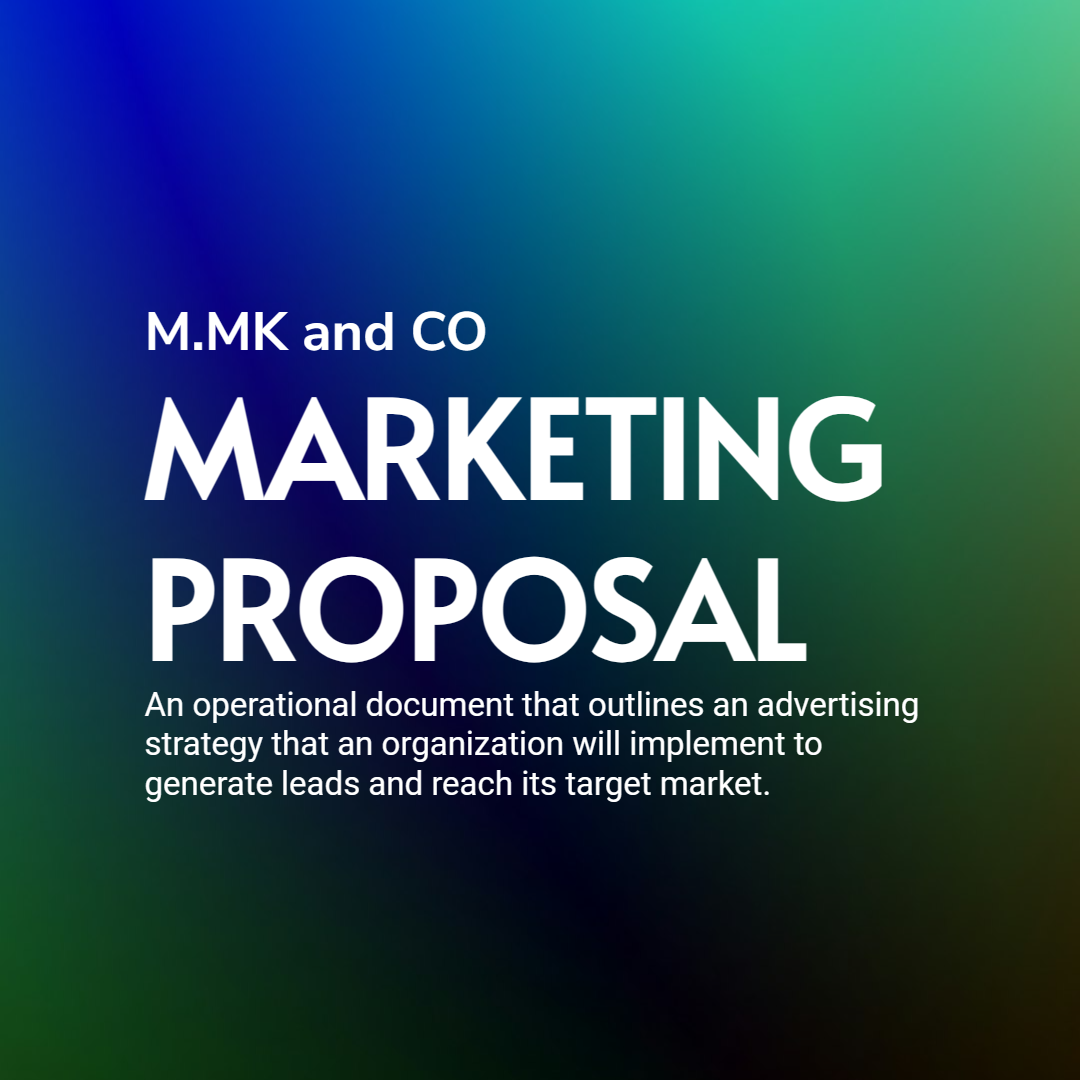 M.MK and CO
MARKETING
PROPOSAL
An operational document that outlines an advertising
strategy that an organization will implement to
generate leads and reach its target market.